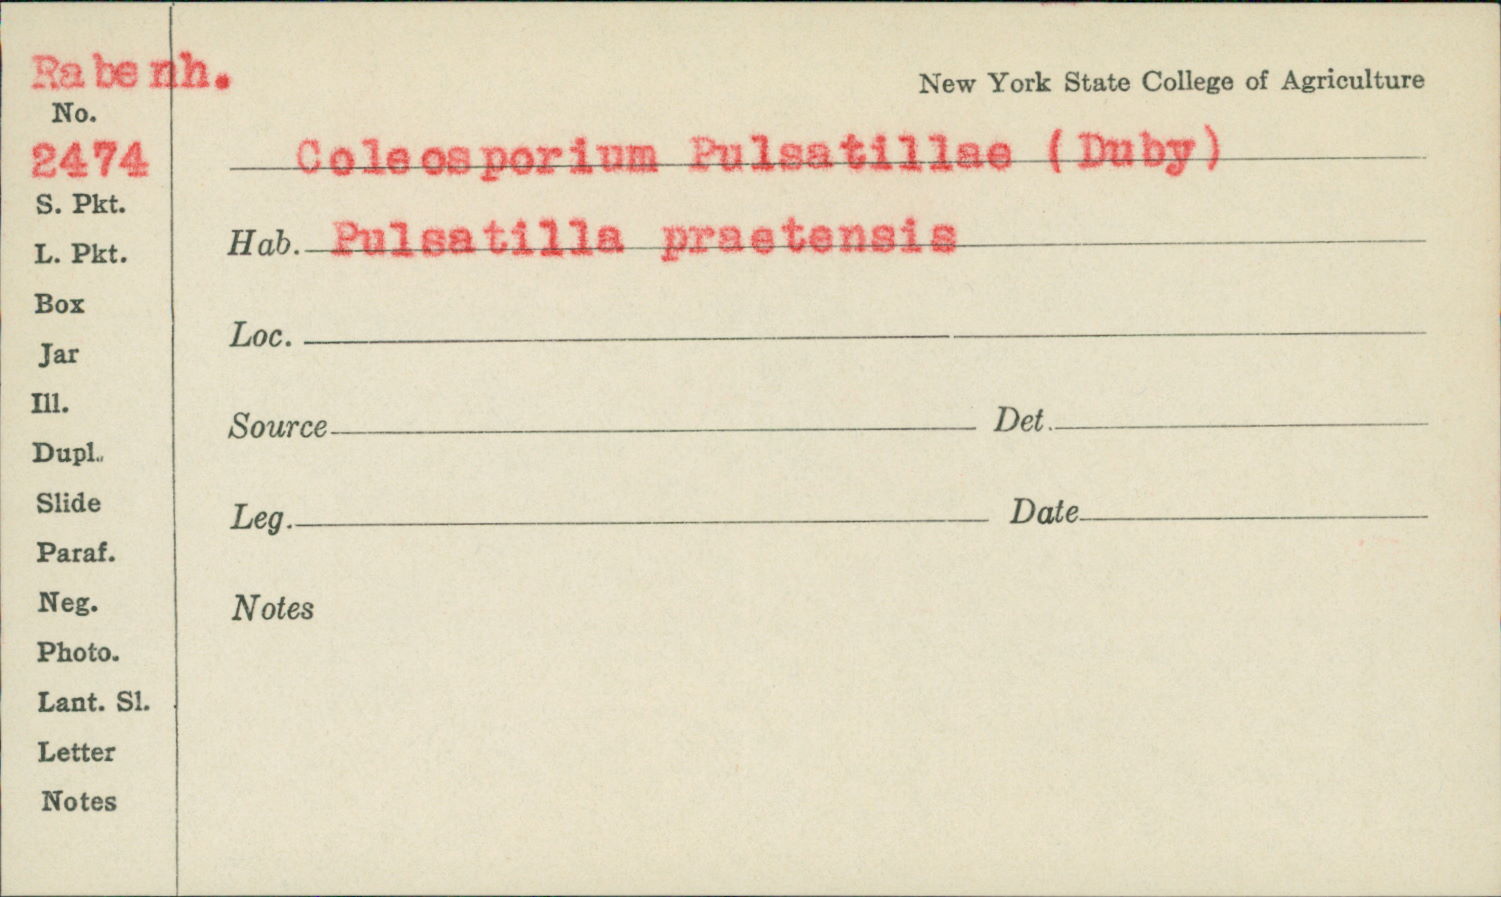 Rabenh.
New York State College of Agriculture
No.
2474
Coleosporium Pulsatillae (Duby)
S. Pkt.
Hab. Pulsatilla praetensis
L. Pkt.
Box
Loc.
Jar
Ill.
Source Det.
Dupl.
Slide
Leg. Date
Paraf.
Neg.
Notes
Photo.
Lant. Sl.
Letter
Notes